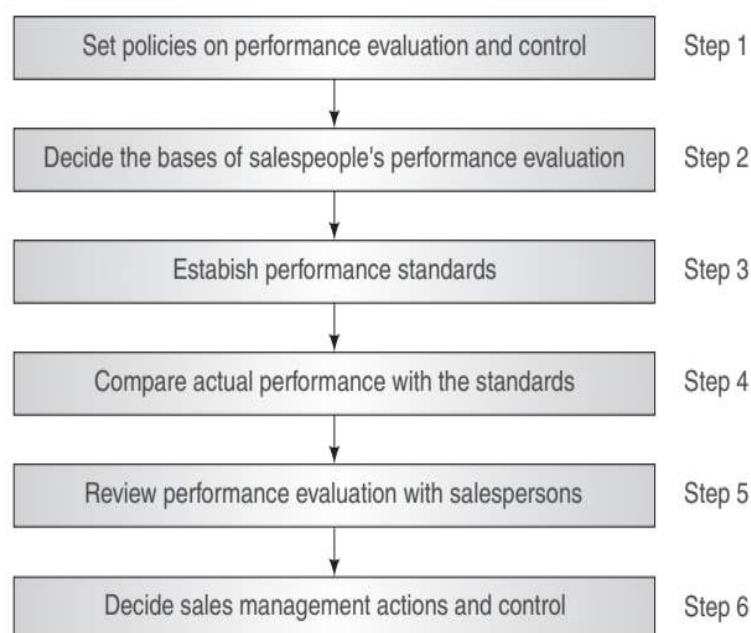 Set policies on performance evaluation and control Step 1
Decide the bases of salespeople's performance evaluation Step 2
Estabish performance standards Step 3
Compare actual performance with the standards Step 4
Review performance evaluation with salespersons Step 5
Decide sales management actions and control Step 6